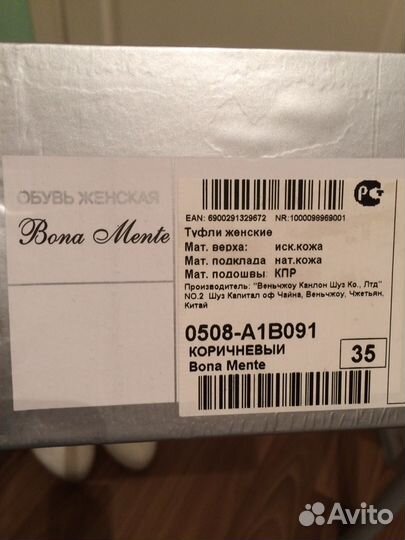 ОБУВЬ ЖЕНСКАЯ
Bona Mente
РСТ
EAN: 6900291329672 NR:1000098969001
Туфли женские
Мат. верха: иск.кожа
Мат. подклада нат.кожа
Мат. подошвы: КПР
Производитель: "Веньчжоу Канлон Шуз Ко., Лтд"
NO.2 Шуз Капитал оф Чайна, Веньчжоу, Чжетьян,
Китай
0508-A1B091
КОРИЧНЕВЫЙ
35
Bona Mente
Avito